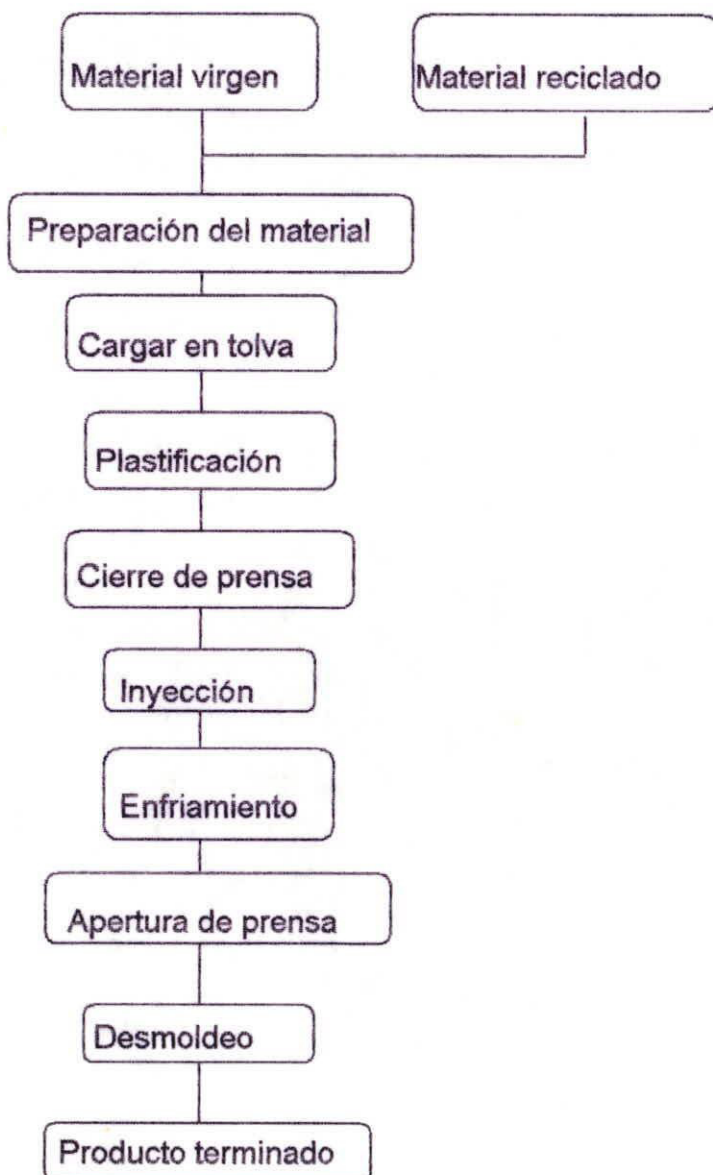 Material virgen
Material reciclado
Preparación del material
Cargar en tolva
Plastificación
Cierre de prensa
Inyección
Enfriamiento
Apertura de prensa
Desmoldeo
Producto terminado